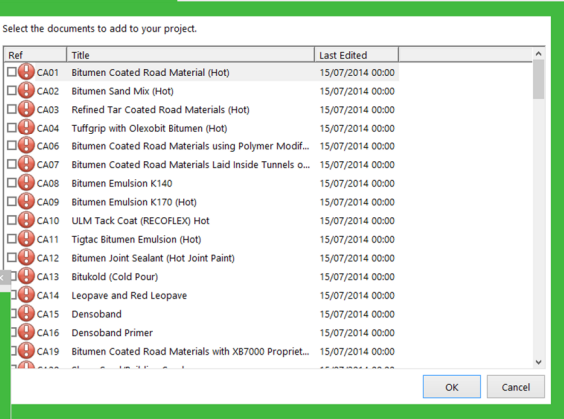 Select the documents to add to your project.
Ref Title Last Edited
CA01 Bitumen Coated Road Material (Hot) 15/07/2014 00:00
CA02 Bitumen Sand Mix (Hot) 15/07/2014 00:00
CA03 Refined Tar Coated Road Materials (Hot) 15/07/2014 00:00
CA04 Tuffgrip with Olexobit Bitumen (Hot) 15/07/2014 00:00
CA06 Bitumen Coated Road Materials using Polymer Modif... 15/07/2014 00:00
CA07 Bitumen Coated Road Materials Laid Inside Tunnels o... 15/07/2014 00:00
CA08 Bitumen Emulsion K140 15/07/2014 00:00
CA09 Bitumen Emulsion K170 (Hot) 15/07/2014 00:00
CA10 ULM Tack Coat (RECOFLEX) Hot 15/07/2014 00:00
CA11 Tigtac Bitumen Emulsion (Hot) 15/07/2014 00:00
CA12 Bitumen Joint Sealant (Hot Joint Paint) 15/07/2014 00:00
CA13 Bitukold (Cold Pour) 15/07/2014 00:00
CA14 Leopave and Red Leopave 15/07/2014 00:00
CA15 Densoband 15/07/2014 00:00
CA16 Densoband Primer 15/07/2014 00:00
CA19 Bitumen Coated Road Materials with XB7000 Propriet... 15/07/2014 00:00
OK Cancel